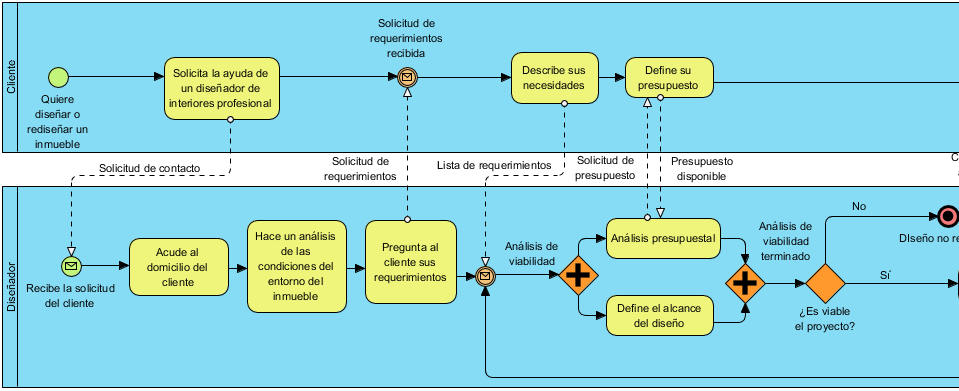 Cliente
Quiere
diseñar o
rediseñar un
inmueble
Solicita la ayuda de
un diseñador de
interiores profesional
Solicitud de
requerimientos
recibida
Describe sus
necesidades
Define su
presupuesto
Solicitud de contacto
Solicitud de
requerimientos
Lista de requerimientos
Solicitud de
presupuesto
Presupuesto
disponible
C
Diseñador
Recibe la solicitud
del cliente
Acude al
domicilio del
cliente
Hace un análisis
de las
condiciones del
entorno del
inmueble
Pregunta al
cliente sus
requerimientos
Análisis de
viabilidad
Análisis presupuestal
Define el alcance
del diseño
Análisis de
viabilidad
terminado
¿Es viable
el proyecto?
No
DIseño no re
Sí